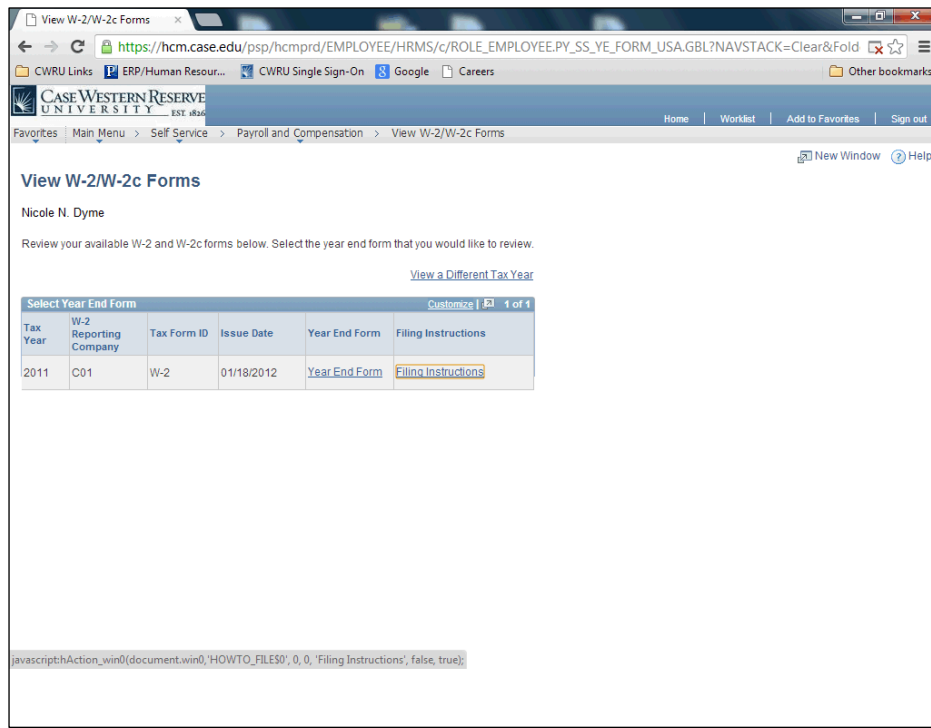 View W-2/W-2c Forms
https://hcm.case.edu/psp/hcmprd/EMPLOYEE/HRMS/c/ROLE_EMPLOYEE.PY_SS_YE_FORM_USA.GBL?NAVSTACK=Clear&Fold
CWRU Links ERP/Human Resour... CWRU Single Sign-On Google Careers Other bookmarks
CASE WESTERN RESERVE
UNIVERSITY EST. 1826
Home Worklist Add to Favorites Sign out
Favorites Main Menu > Self Service > Payroll and Compensation > View W-2/W-2c Forms
New Window ? Help
View W-2/W-2c Forms
Nicole N. Dyme
Review your available W-2 and W-2c forms below. Select the year end form that you would like to review.
View a Different Tax Year
Select Year End Form Customize | 1 of 1
Tax Year W-2 Reporting Company Tax Form ID Issue Date Year End Form Filing Instructions
2011 C01 W-2 01/18/2012 Year End Form Filing Instructions
javascript:hAction_win0(document.win0,'HOWTO_FILE$0', 0, 0, 'Filing Instructions', false, true);